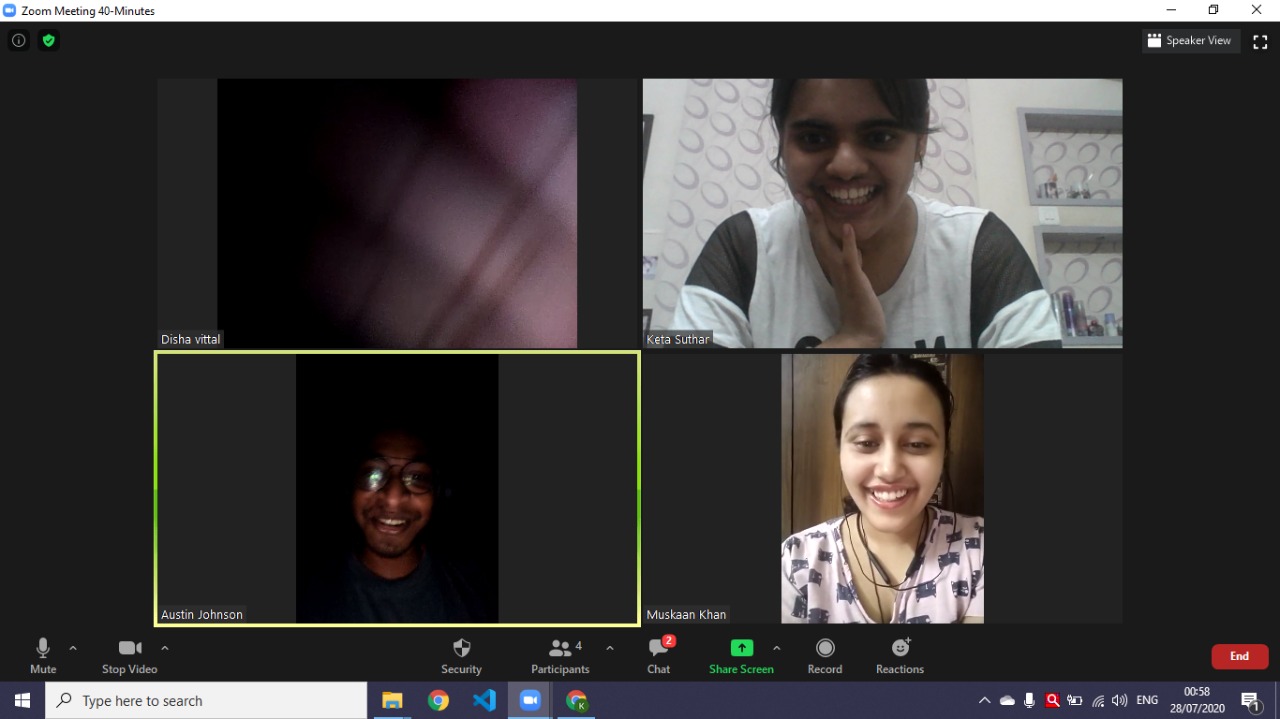 Zoom Meeting 40-Minutes
Speaker View
Disha vittal
Keta Suthar
Austin Johnson
Muskaan Khan
Mute
Stop Video
Security
4
Participants
2
Chat
Share Screen
Record
Reactions
End
Type here to search
K
ENG
00:58
28/07/2020
1